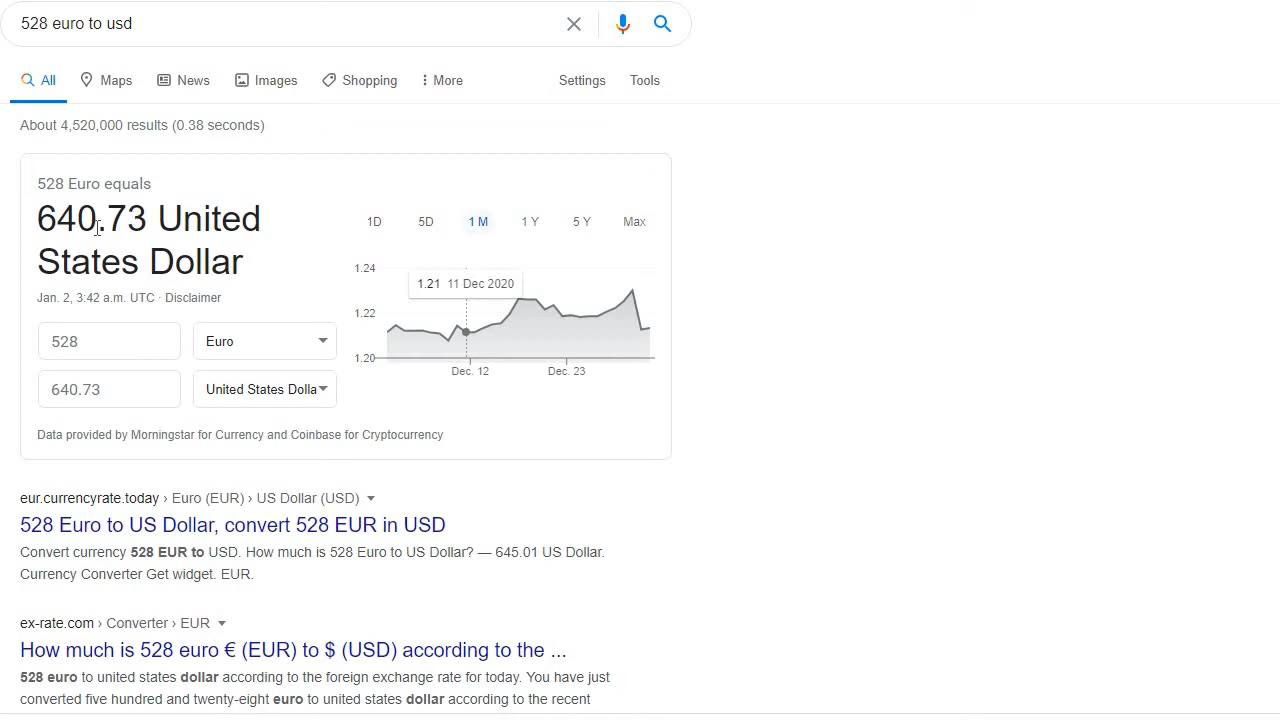 528 euro to usd
All Maps News Images Shopping More Settings Tools
About 4,520,000 results (0.38 seconds)
528 Euro equals
640.73 United
States Dollar
Jan. 2, 3:42 a.m. UTC · Disclaimer
528 Euro
640.73 United States Dolla
1D 5D 1 M 1 Y 5 Y Max
1.24
1.21 11 Dec 2020
1.22
1.20
Dec. 12 Dec. 23
Data provided by Morningstar for Currency and Coinbase for Cryptocurrency
eur.currencyrate.today › Euro (EUR) › US Dollar (USD)
528 Euro to US Dollar, convert 528 EUR in USD
Convert currency 528 EUR to USD. How much is 528 Euro to US Dollar? — 645.01 US Dollar.
Currency Converter Get widget. EUR.
ex-rate.com › Converter › EUR
How much is 528 euro € (EUR) to $ (USD) according to the ...
528 euro to united states dollar according to the foreign exchange rate for today. You have just
converted five hundred and twenty-eight euro to united states dollar according to the recent